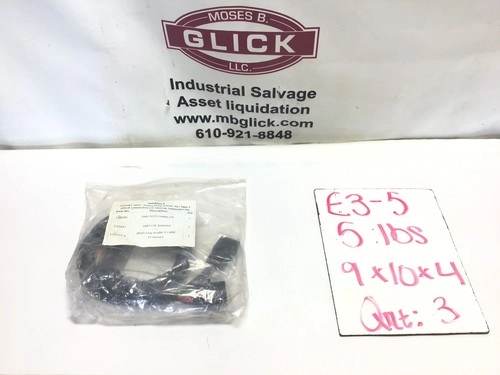 MOSES B.
GLICK
LLC.
Industrial Salvage
Asset liquidation
www.mbglick.com
610-921-8848
E3-5
5 lbs
9x10x4
Qnt: 3